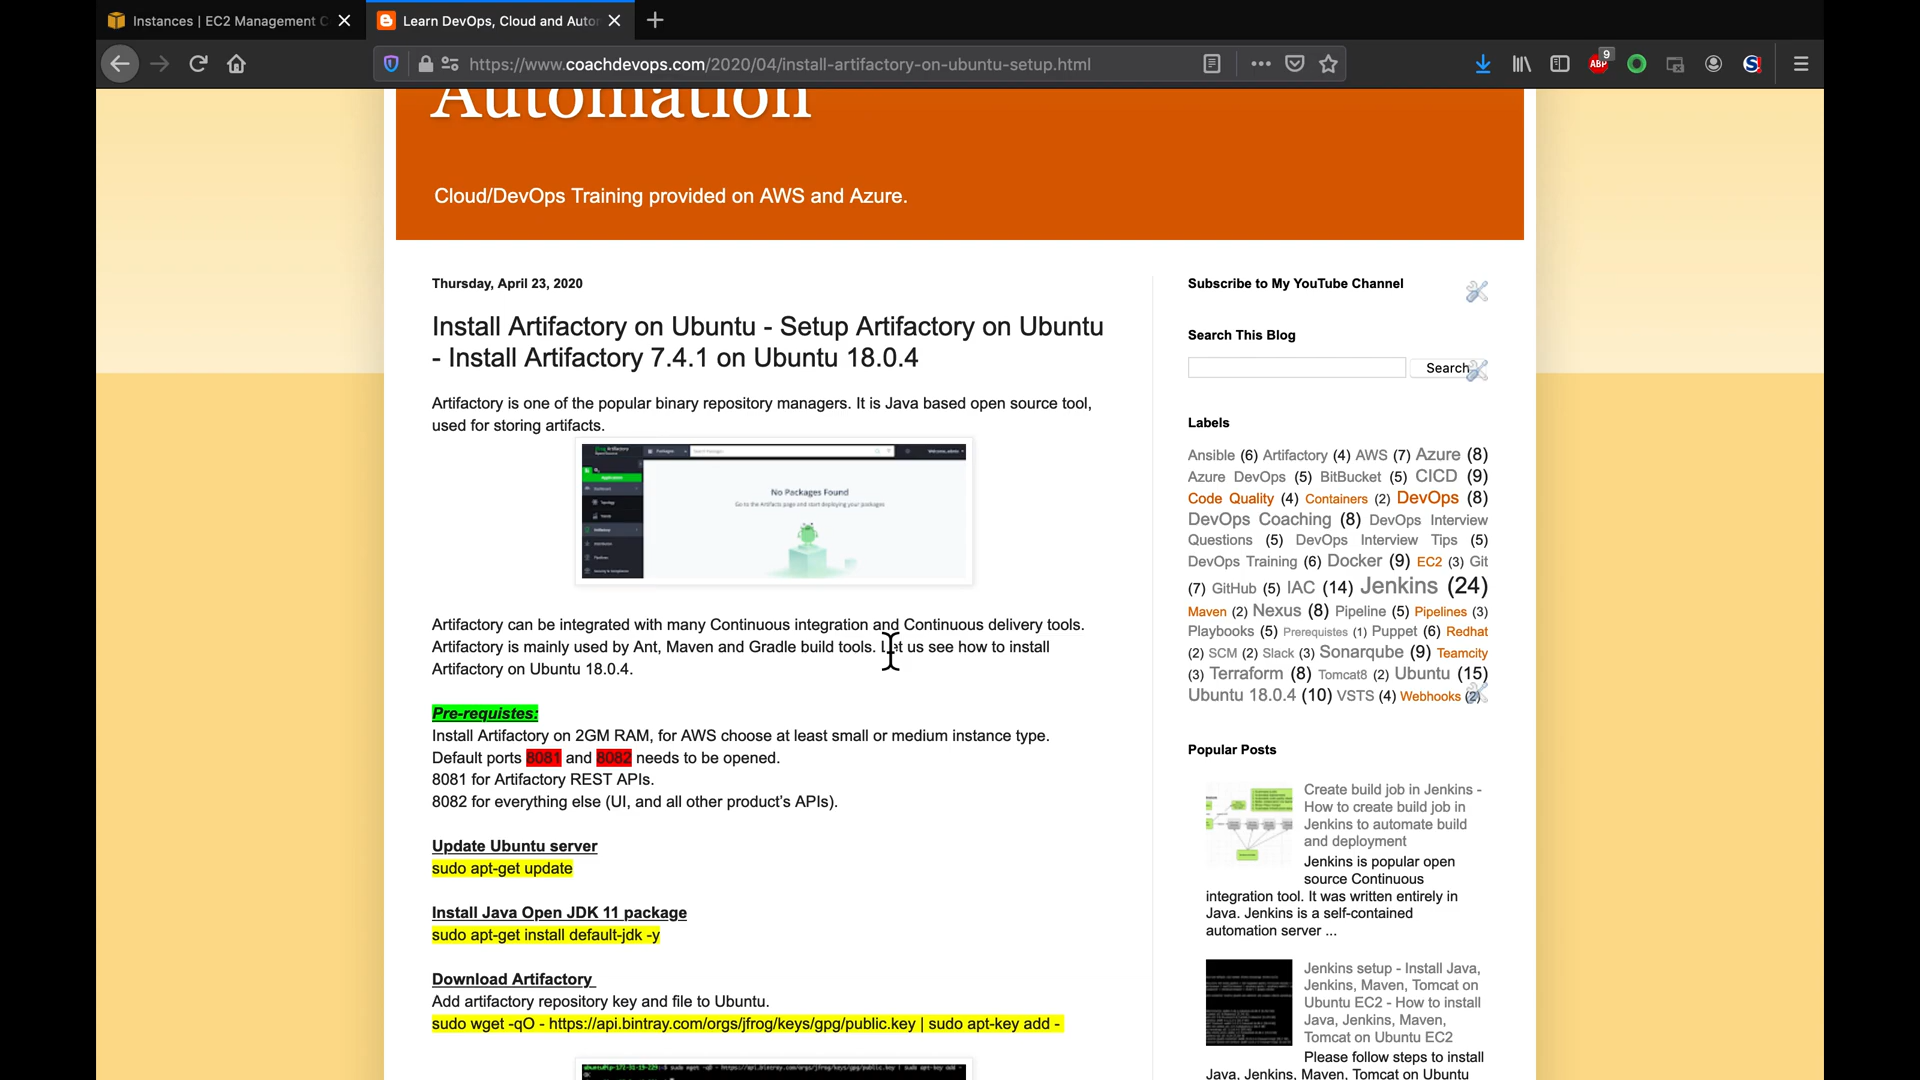 Instances | EC2 Management C
Learn DevOps, Cloud and Auto
https://www.coachdevops.com/2020/04/install-artifactory-on-ubuntu-setup.html
ABP
9
Automation
Cloud/DevOps Training provided on AWS and Azure.
Thursday, April 23, 2020
Install Artifactory on Ubuntu - Setup Artifactory on Ubuntu
- Install Artifactory 7.4.1 on Ubuntu 18.0.4
Artifactory is one of the popular binary repository managers. It is Java based open source tool,
used for storing artifacts.
No Packages Found
Go to the Artifacts page and start deploying your packages
Artifactory can be integrated with many Continuous integration and Continuous delivery tools.
Artifactory is mainly used by Ant, Maven and Gradle build tools. Let us see how to install
Artifactory on Ubuntu 18.0.4.
Pre-requistes:
Install Artifactory on 2GM RAM, for AWS choose at least small or medium instance type.
Default ports 8081 and 8082 needs to be opened.
8081 for Artifactory REST APIs.
8082 for everything else (UI, and all other product's APIs).
Update Ubuntu server
sudo apt-get update
Install Java Open JDK 11 package
sudo apt-get install default-jdk -y
Download Artifactory
Add artifactory repository key and file to Ubuntu.
sudo wget -qO - https://api.bintray.com/orgs/jfrog/keys/gpg/public.key | sudo apt-key add -
Subscribe to My YouTube Channel
Search This Blog
Search
Labels
Ansible (6) Artifactory (4) AWS (7) Azure (8)
Azure DevOps (5) BitBucket (5) CICD (9)
Code Quality (4) Containers (2) DevOps (8)
DevOps Coaching (8) DevOps Interview
Questions (5) DevOps Interview Tips (5)
DevOps Training (6) Docker (9) EC2 (3) Git
(7) GitHub (5) IAC (14) Jenkins (24)
Maven (2) Nexus (8) Pipeline (5) Pipelines (3)
Playbooks (5) Prerequistes (1) Puppet (6) Redhat
(2) SCM (2) Slack (3) Sonarqube (9) Teamcity
(3) Terraform (8) Tomcat8 (2) Ubuntu (15)
Ubuntu 18.0.4 (10) VSTS (4) Webhooks (2)
Popular Posts
Create build job in Jenkins -
How to create build job in
Jenkins to automate build
and deployment
Jenkins is popular open
source Continuous
integration tool. It was written entirely in
Java. Jenkins is a self-contained
automation server ...
Jenkins setup - Install Java,
Jenkins, Maven, Tomcat on
Ubuntu EC2 - How to install
Java, Jenkins, Maven,
Tomcat on Ubuntu EC2
Please follow steps to install
Java, Jenkins, Maven, Tomcat on Ubuntu